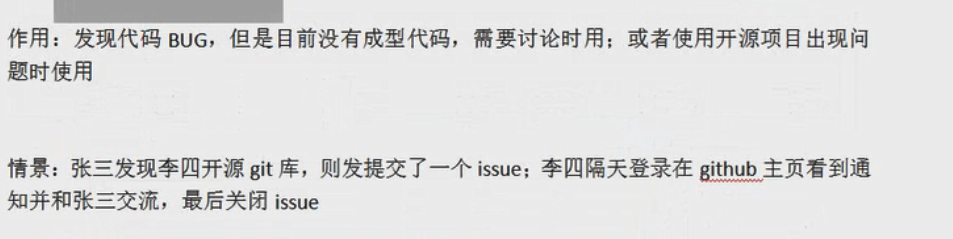 作用：发现代码 BUG，但是目前没有成型代码，需要讨论时用；或者使用开源项目出现问
题时使用
情景：张三发现李四开源 git 库，则发提交了一个 issue；李四隔天登录在 github 主页看到通
知并和张三交流，最后关闭 issue